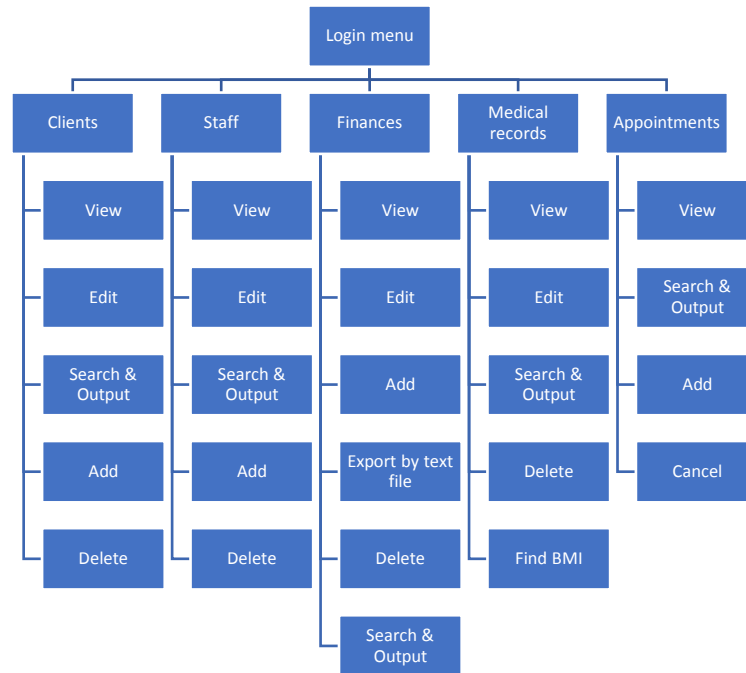 Login menu
Clients
Staff
Finances
Medical
records
Appointments
View
View
View
View
View
Edit
Edit
Edit
Edit
Search &
Output
Search &
Output
Search &
Output
Add
Search &
Output
Add
Add
Add
Export by text
file
Delete
Cancel
Delete
Delete
Delete
Find BMI
Search &
Output